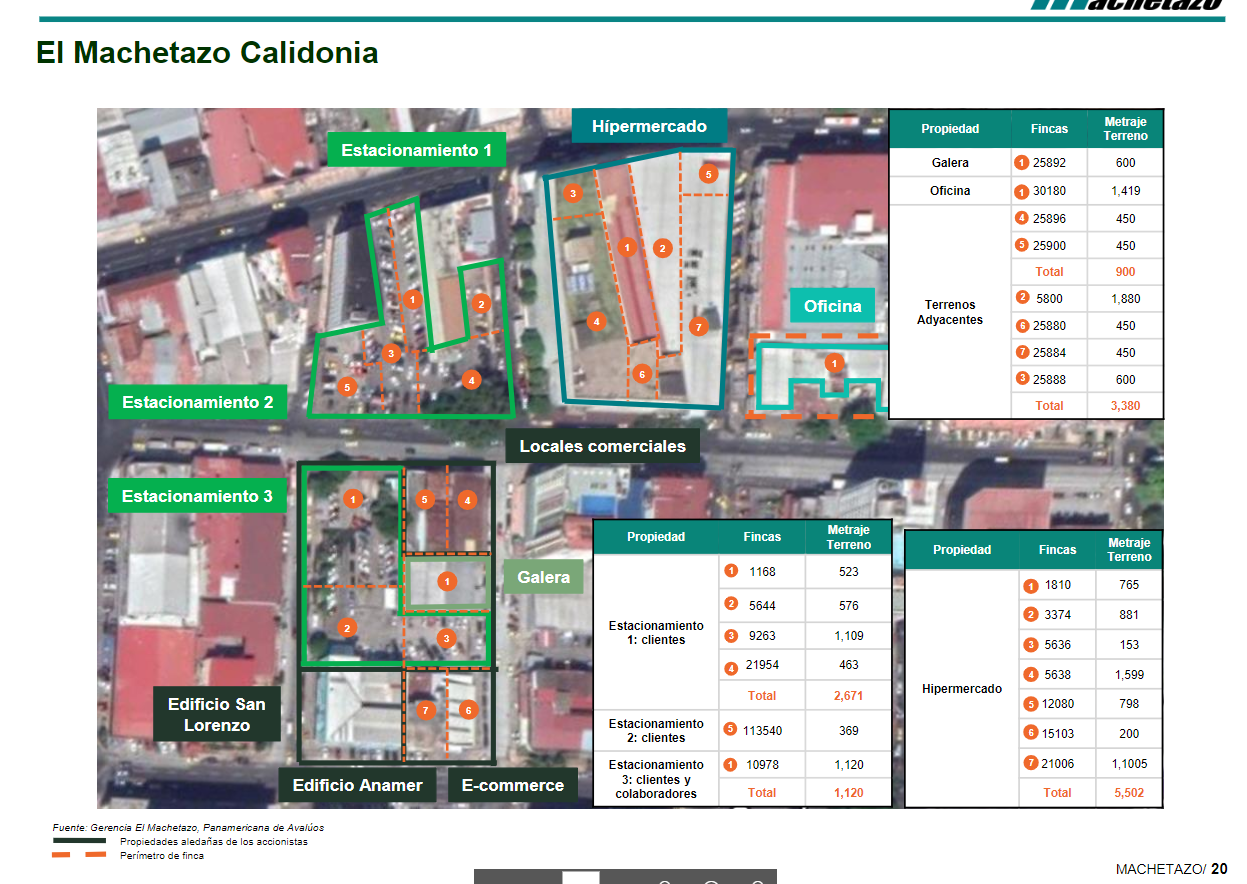 Machetazo
El Machetazo Calidonia
Estacionamiento 1
Hípermercado
3
5
1
2
4
7
6
1
2
3
5
4
Oficina
1
Estacionamiento 2
Locales comerciales
Estacionamiento 3
1
5
4
1
Galera
2
3
7
6
Edificio San
Lorenzo
Edificio Anamer
E-commerce
Propiedad Fincas Metraje
Terreno
Galera 1 25892 600
Oficina 1 30180 1,419
Terrenos
Adyacentes
4 25896 450
5 25900 450
Total 900
2 5800 1,880
6 25880 450
7 25884 450
3 25888 600
Total 3,380
Propiedad Fincas Metraje
Terreno
Estacionamiento
1: clientes
1 1168 523
2 5644 576
3 9263 1,109
4 21954 463
Total 2,671
Estacionamiento
2: clientes
5 113540 369
Estacionamiento
3: clientes y
colaboradores
1 10978 1,120
Total 1,120
Propiedad Fincas Metraje
Terreno
Hipermercado
1 1810 765
2 3374 881
3 5636 153
4 5638 1,599
5 12080 798
6 15103 200
7 21006 1,1005
Total 5,502
Fuente: Gerencia El Machetazo, Panamericana de Avalúos
Propiedades aledañas de los accionistas
Perímetro de finca
MACHETAZO/ 20